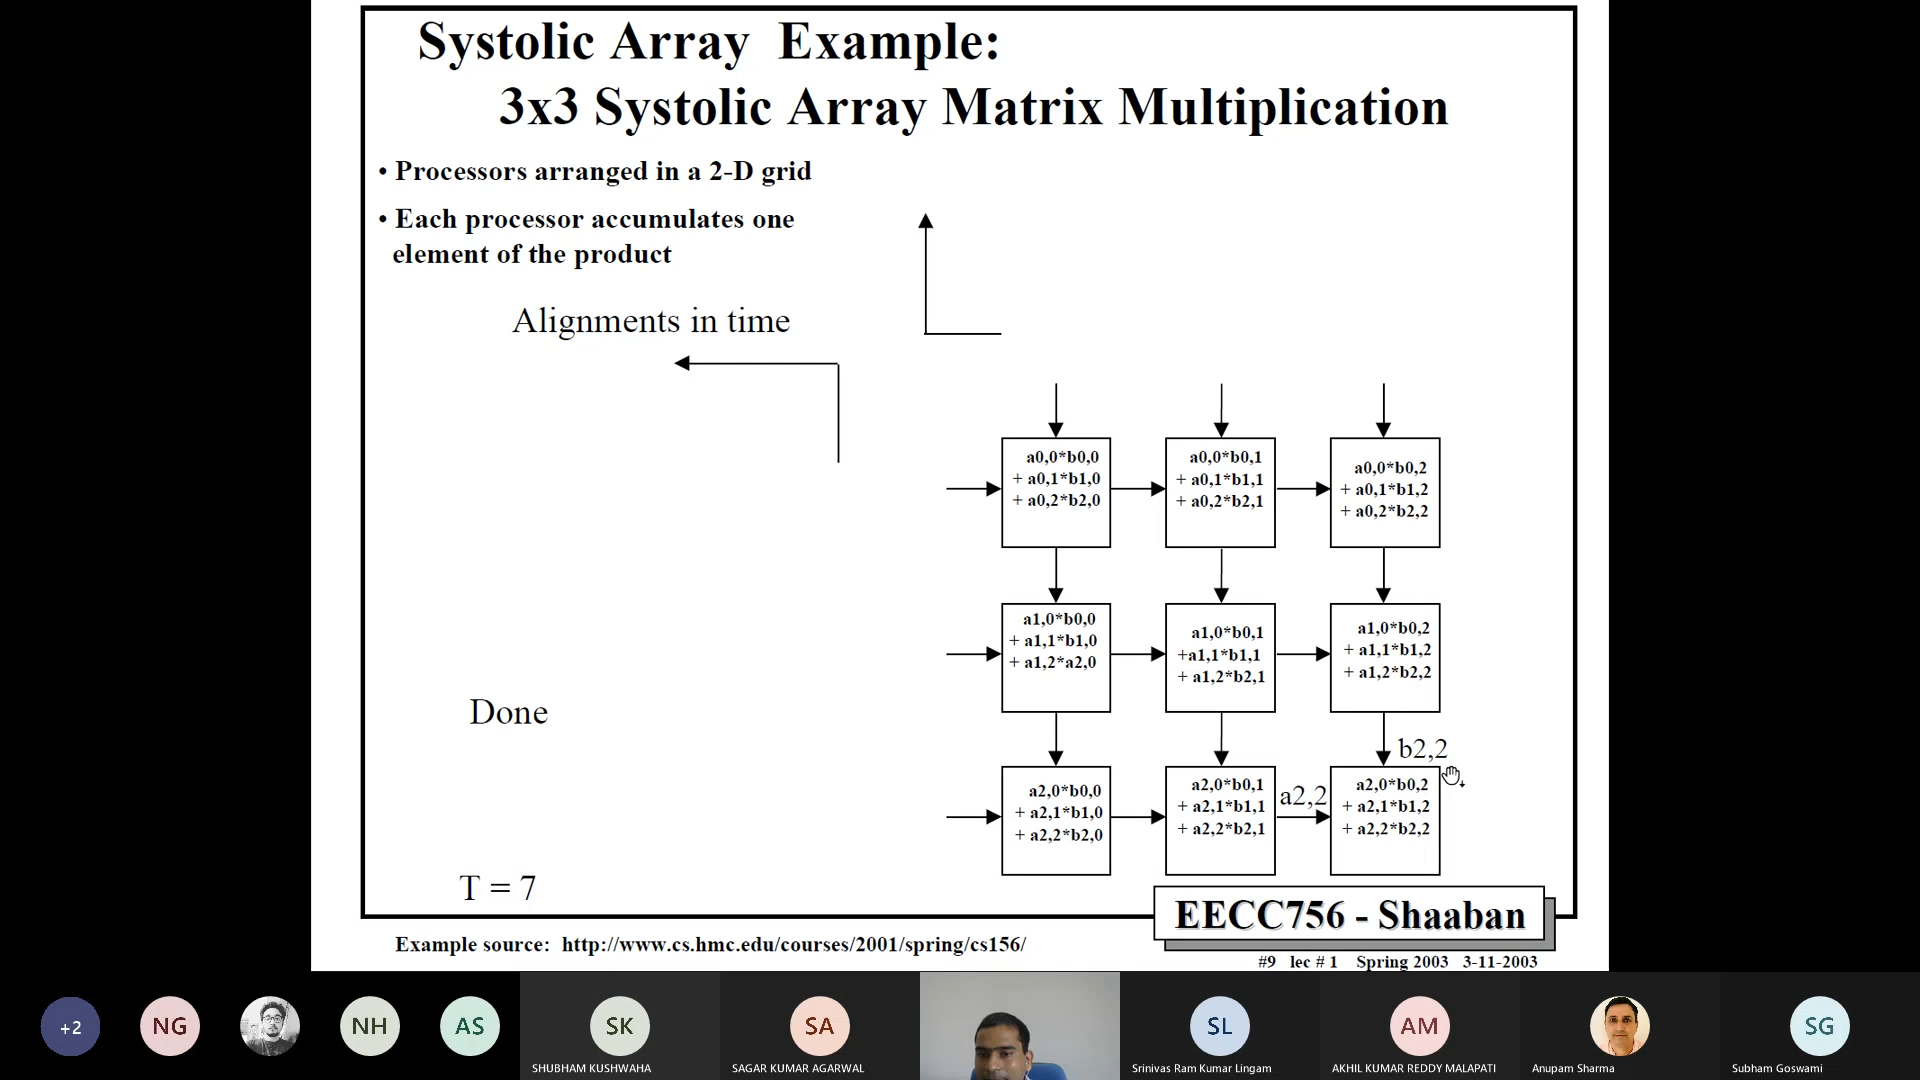 Systolic Array Example:
3x3 Systolic Array Matrix Multiplication
• Processors arranged in a 2-D grid
• Each processor accumulates one
element of the product
Alignments in time
a0,0*b0,0
+ a0,1*b1,0
+ a0,2*b2,0
a0,0*b0,1
+ a0,1*b1,1
+ a0,2*b2,1
a0,0*b0,2
+ a0,1*b1,2
+ a0,2*b2,2
a1,0*b0,0
+ a1,1*b1,0
+ a1,2*a2,0
a1,0*b0,1
+a1,1*b1,1
+ a1,2*b2,1
a1,0*b0,2
+ a1,1*b1,2
+ a1,2*b2,2
Done
b2,2
a2,0*b0,0
+ a2,1*b1,0
+ a2,2*b2,0
a2,0*b0,1
+ a2,1*b1,1
+ a2,2*b2,1
a2,2
a2,0*b0,2
+ a2,1*b1,2
+ a2,2*b2,2
T = 7
EECC756 - Shaaban
Example source: http://www.cs.hmc.edu/courses/2001/spring/cs156/
#9 lec # 1 Spring 2003 3-11-2003
+2
NG
NH
AS
SK
SHUBHAM KUSHWAHA
SA
SAGAR KUMAR AGARWAL
SL
Srinivas Ram Kumar Lingam
AM
AKHIL KUMAR REDDY MALAPATI
Anupam Sharma
SG
Subham Goswami